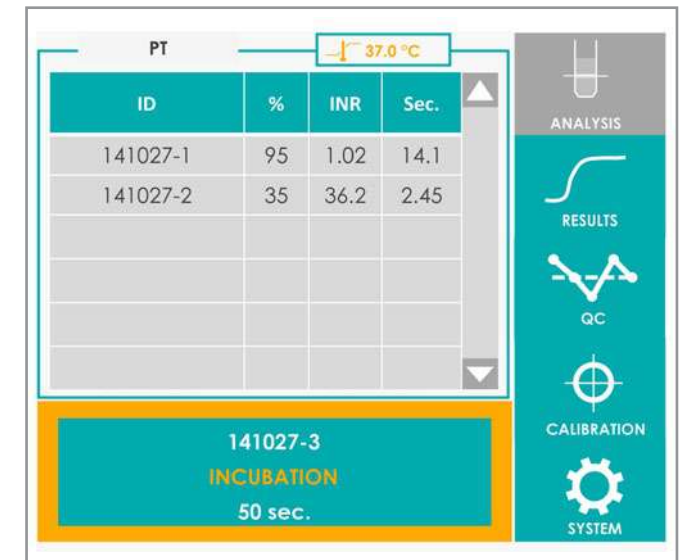 PT
37.0 °C
ID % INR Sec.
141027-1 95 1.02 14.1
141027-2 35 36.2 2.45
141027-3
INCUBATION
50 sec.
ANALYSIS
RESULTS
QC
CALIBRATION
SYSTEM